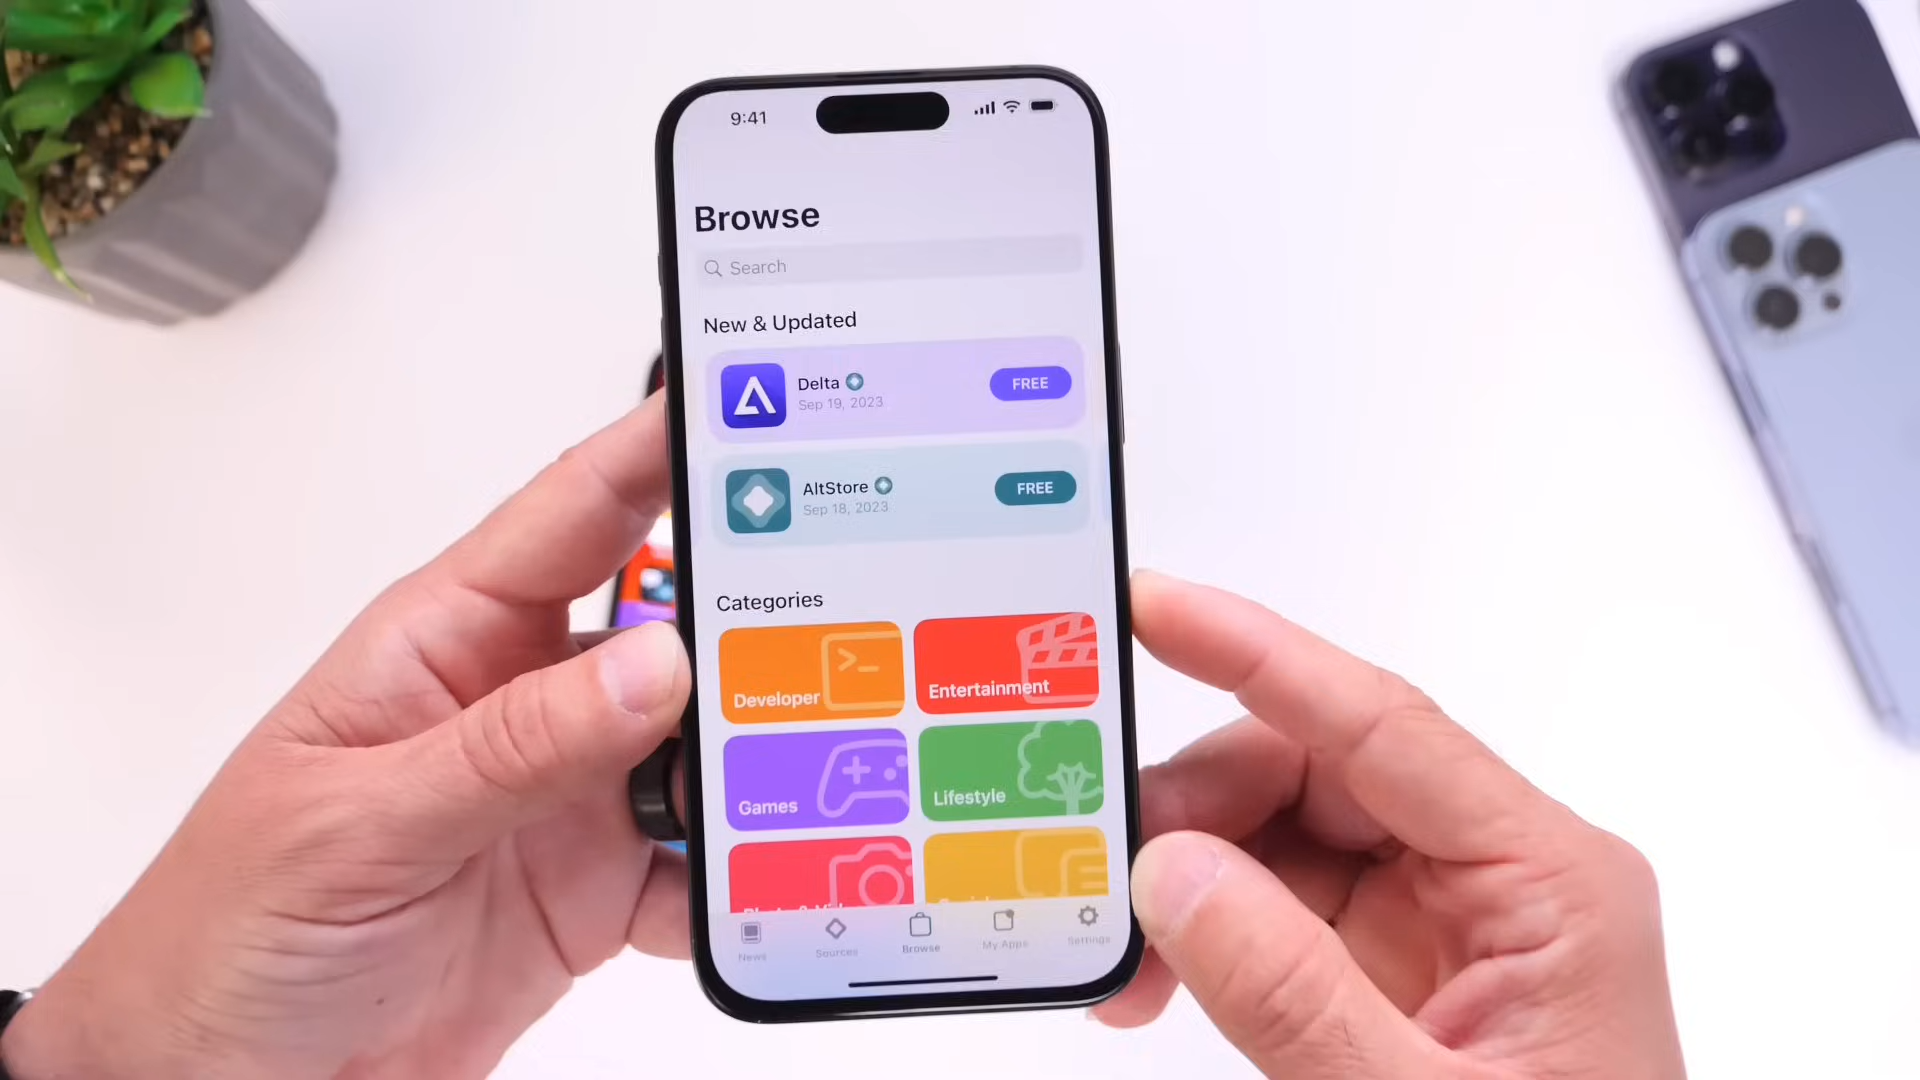 9:41
Browse
Search
New & Updated
Delta
Sep 19, 2023
FREE
AltStore
Sep 18, 2023
FREE
Categories
Developer
Entertainment
Games
Lifestyle
News
Sources
Browse
My Apps
Settings